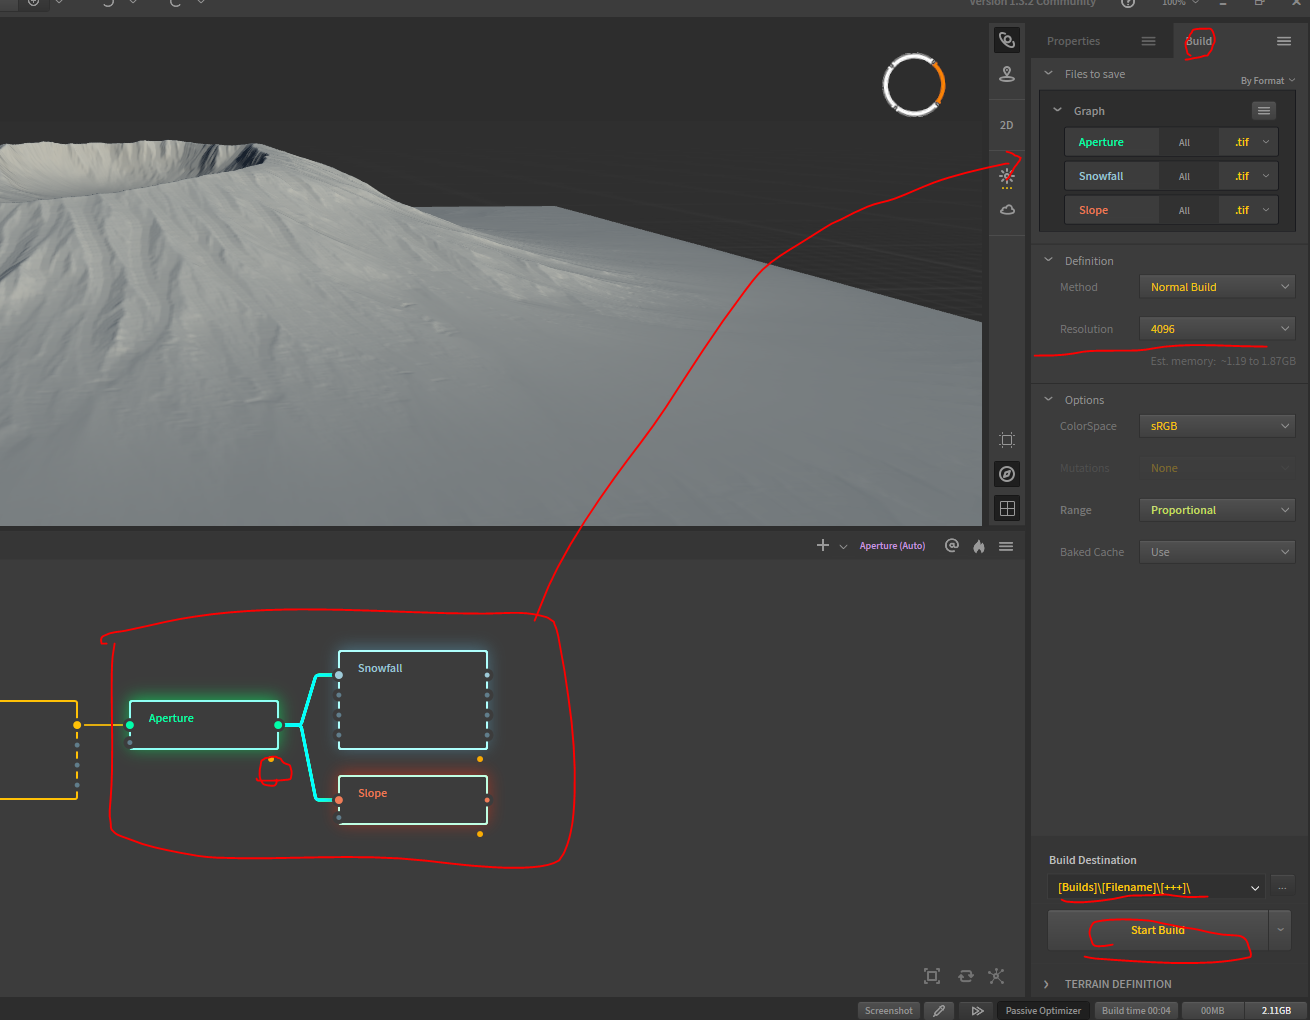 Version 1.3.2 Community
100%
Properties
Build
Files to save
By Format
Graph
Aperture All .tif
Snowfall All .tif
Slope All .tif
2D
Definition
Method Normal Build
Resolution 4096
Est. memory: ~1.19 to 1.87GB
Options
ColorSpace sRGB
Mutations None
Range Proportional
Baked Cache Use
Aperture (Auto)
Snowfall
Aperture
Slope
Build Destination
[Builds]\[Filename]\[+++]\
...
Start Build
TERRAIN DEFINITION
Screenshot
Passive Optimizer
Build time 00:04
00MB
2.11GB